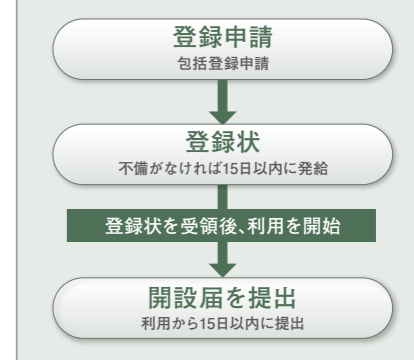 登録申請
包括登録申請
登録状
不備がなければ15日以内に発給
登録状を受領後、利用を開始
開設届を提出
利用から15日以内に提出